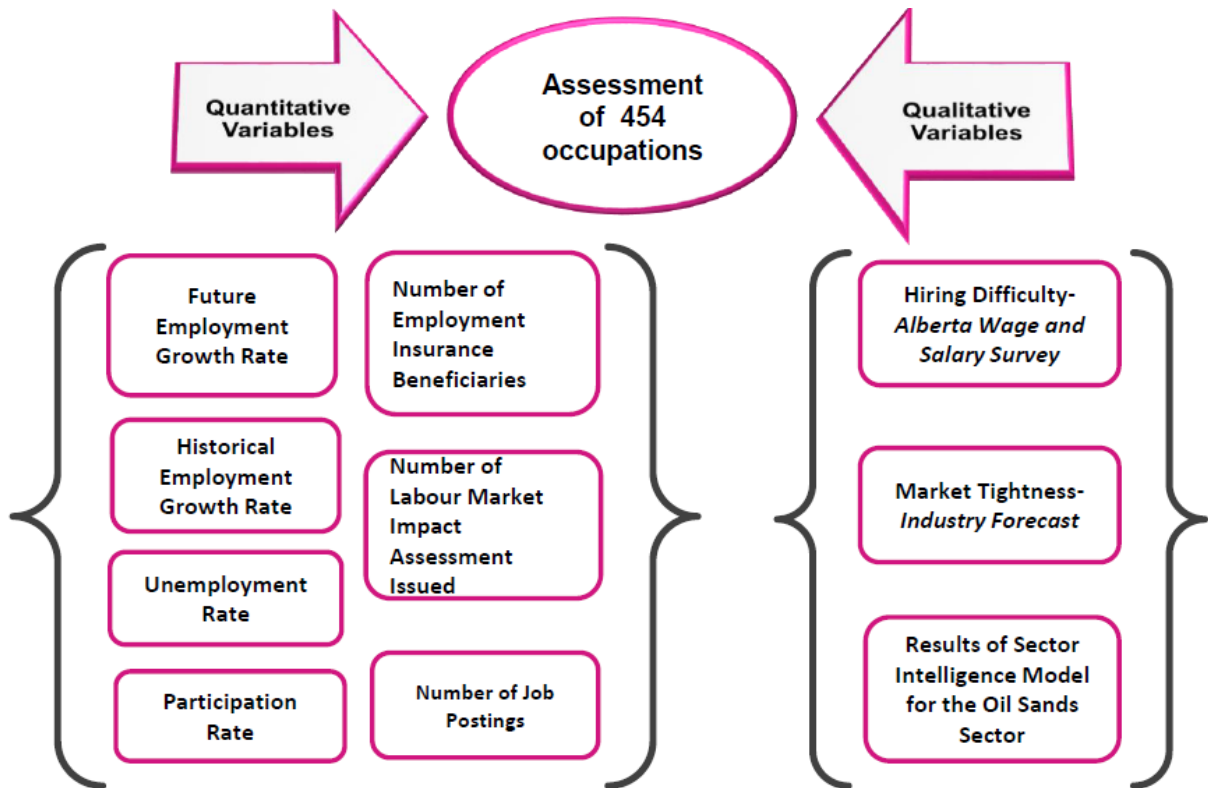 Quantitative
Variables
Assessment
of 454
occupations
Qualitative
Variables
Future
Employment
Growth Rate
Historical
Employment
Growth Rate
Unemployment
Rate
Participation
Rate
Number of
Employment
Insurance
Beneficiaries
Number of
Labour Market
Impact
Assessment
Issued
Number of Job
Postings
Hiring Difficulty-
Alberta Wage and
Salary Survey
Market Tightness-
Industry Forecast
Results of Sector
Intelligence Model
for the Oil Sands
Sector